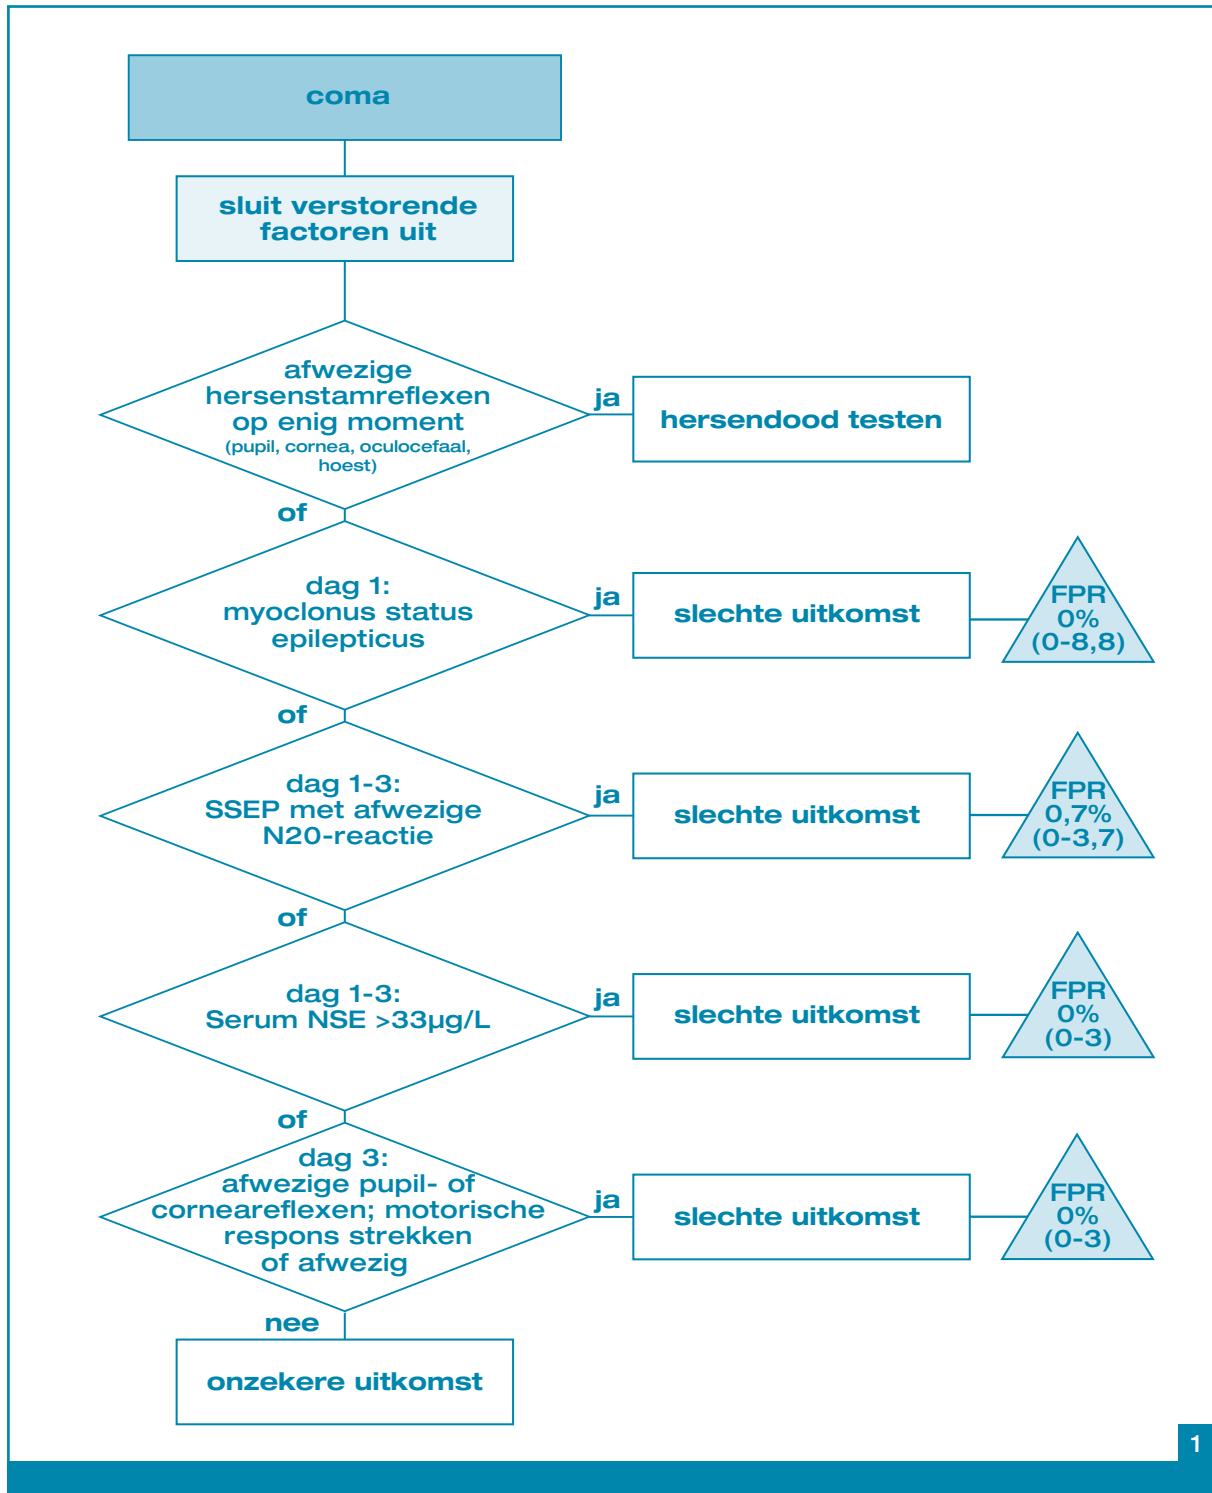 coma
sluit verstorende
factoren uit
afwezige
hersenstamreflexen
op enig moment
(pupil, cornea, oculocefaal,
hoest)
ja
hersendood testen
of
dag 1:
myoclonus status
epilepticus
ja
slechte uitkomst
FPR
0%
(0-8,8)
of
dag 1-3:
SSEP met afwezige
N20-reactie
ja
slechte uitkomst
FPR
0,7%
(0-3,7)
of
dag 1-3:
Serum NSE >33µg/L
ja
slechte uitkomst
FPR
0%
(0-3)
of
dag 3:
afwezige pupil- of
corneareflexen; motorische
respons strekken
of afwezig
ja
slechte uitkomst
FPR
0%
(0-3)
nee
onzekere uitkomst
1